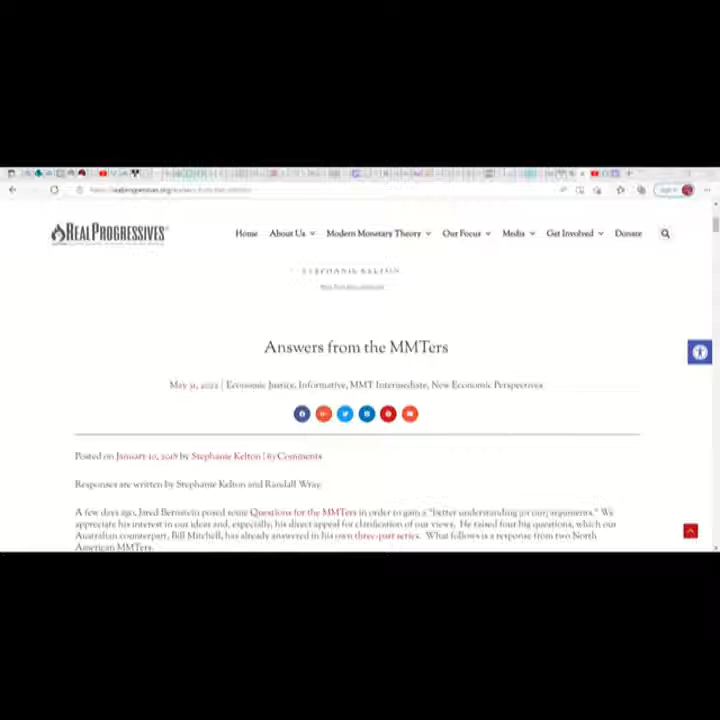 REALPROGRESSIVES
Home About Us Modern Monetary Theory Our Focus Media Get Involved Donate
STEPHANIE KELTON
Answers from the MMTers
May 31, 2022 | Economic Justice, Informative, MMT Intermediate, New Economic Perspectives
Posted on January 10, 2018 by Stephanie Kelton | 63 Comments
Responses are written by Stephanie Kelton and Randall Wray.
A few days ago, Jared Bernstein posed some Questions for the MMTers in order to gain a “better understanding [of our] arguments.” We
appreciate his interest in our ideas and, especially, his direct appeal for clarification of our views. He raised four big questions, which our
Australian counterpart, Bill Mitchell, has already answered in his own three-part series. What follows is a response from two North
American MMTers.